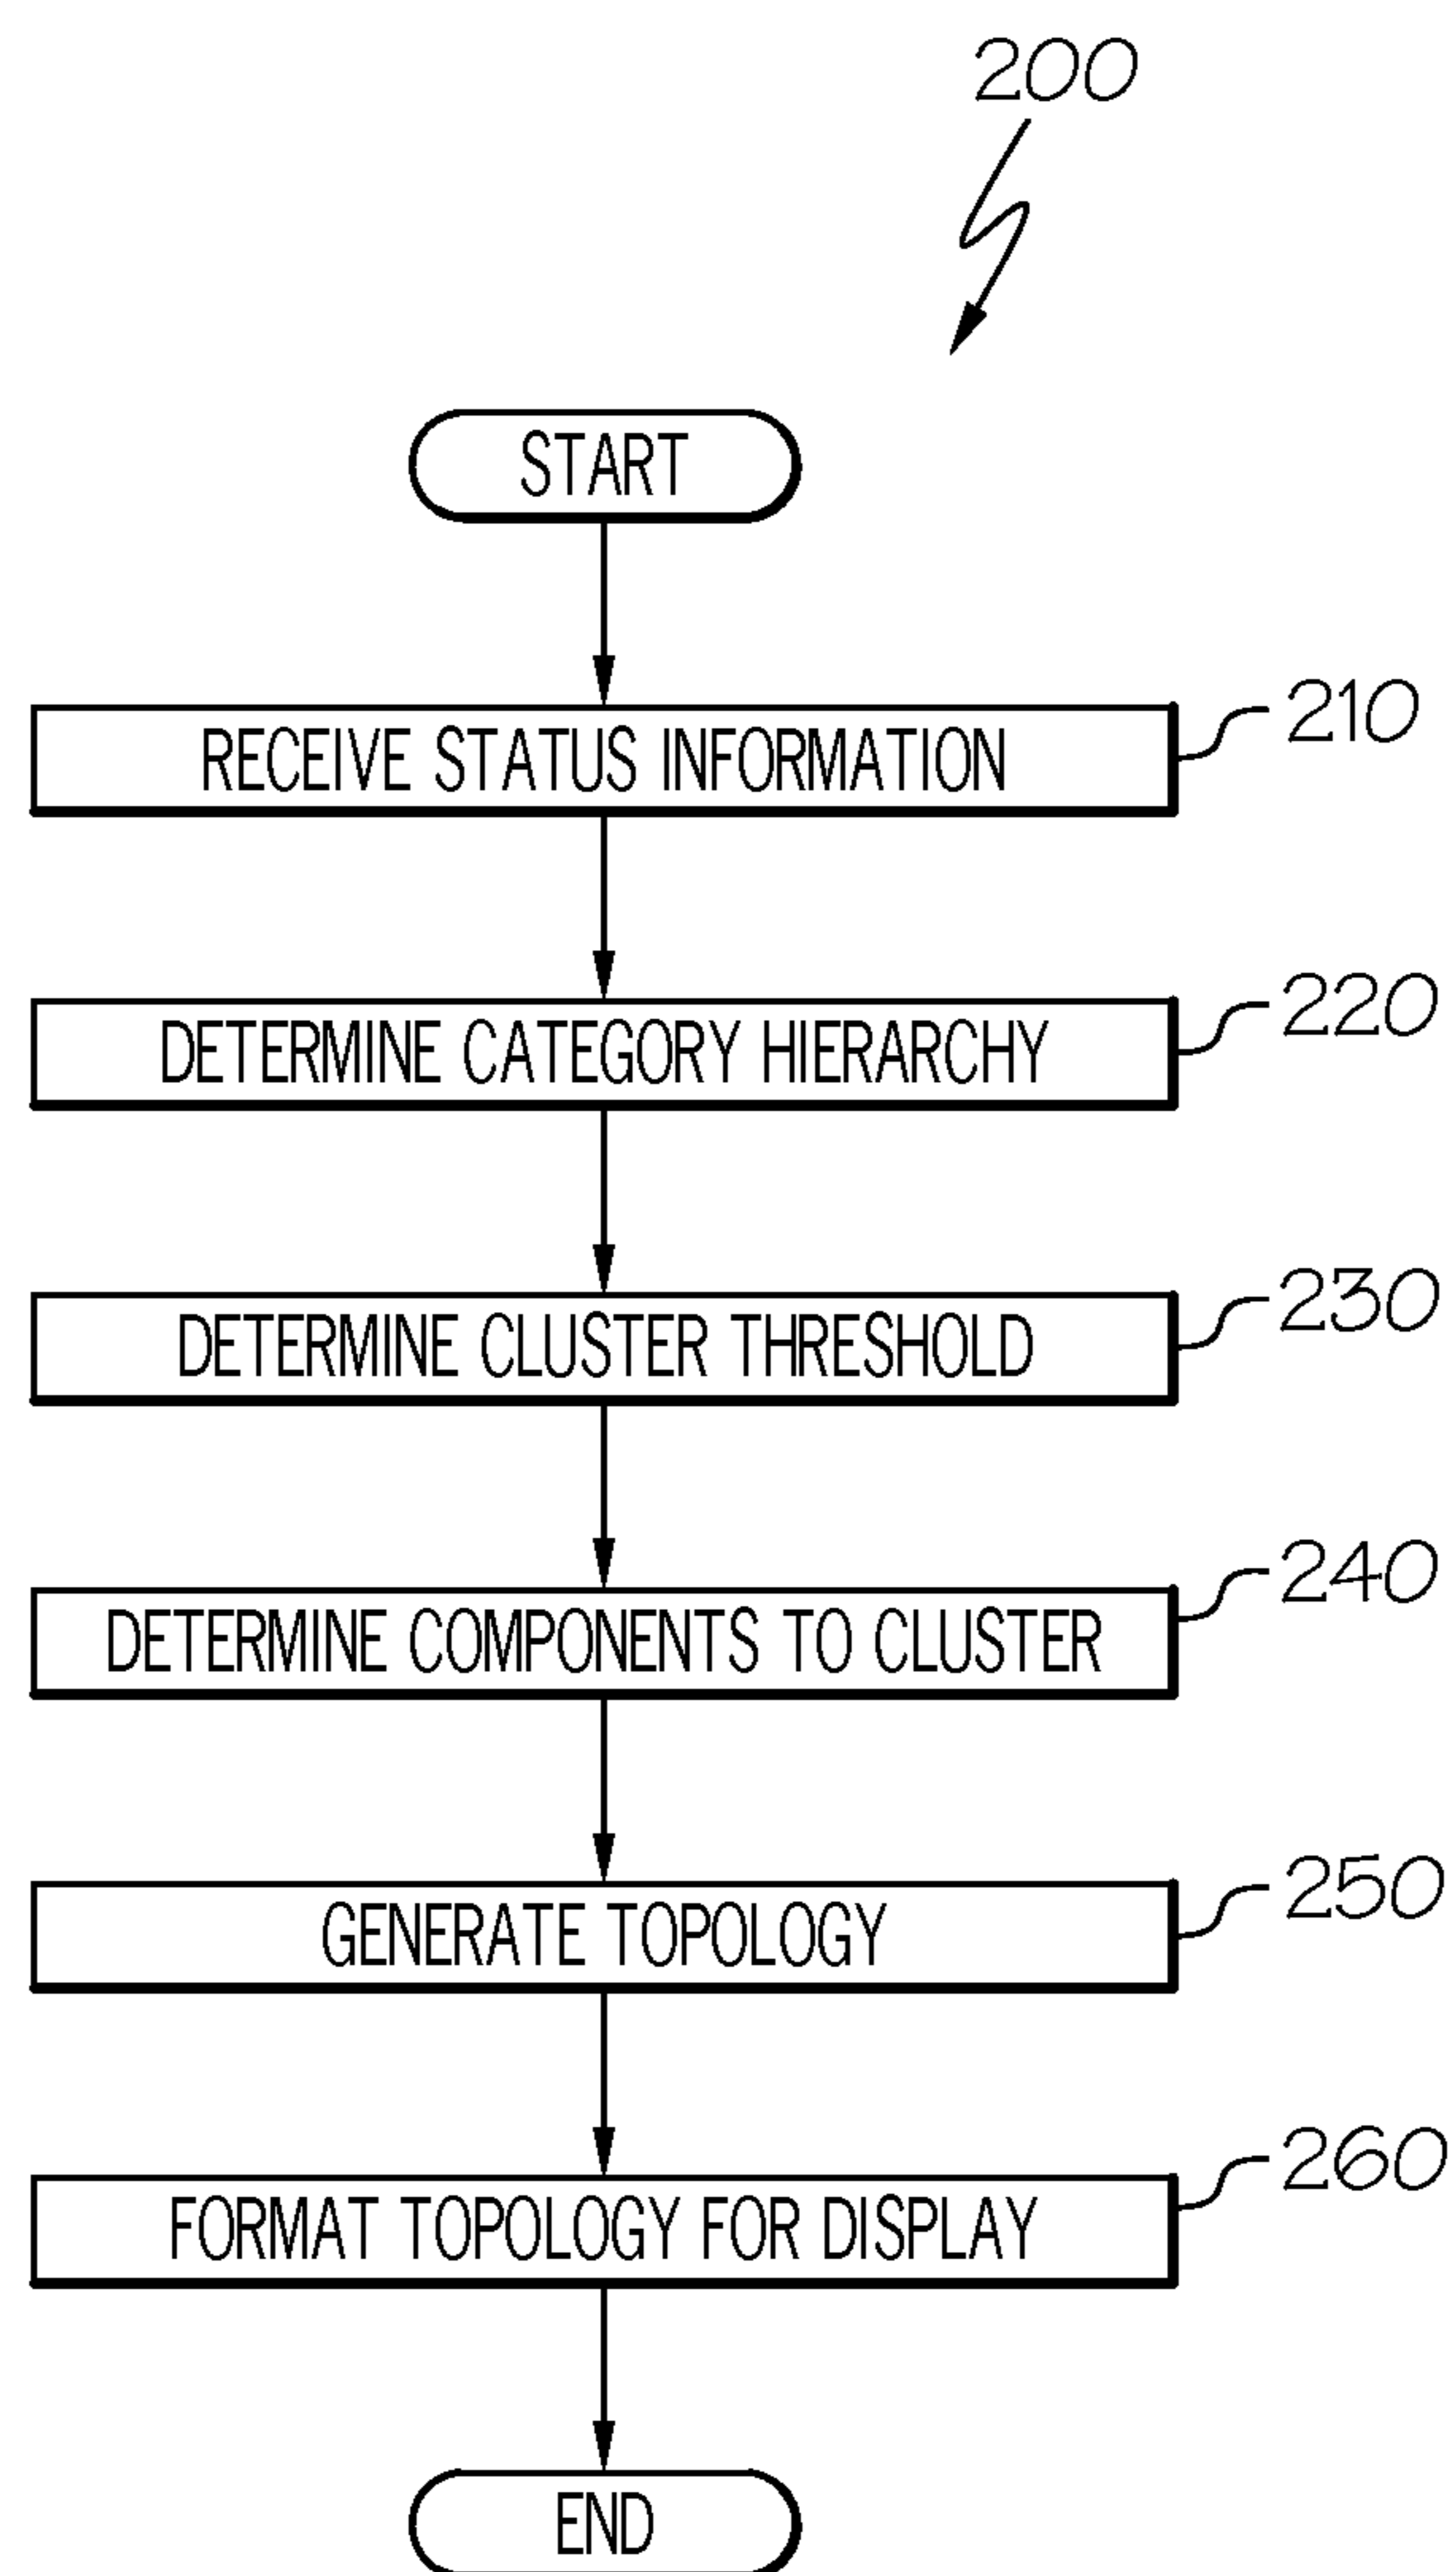 200
START
RECEIVE STATUS INFORMATION
210
DETERMINE CATEGORY HIERARCHY
220
DETERMINE CLUSTER THRESHOLD
230
DETERMINE COMPONENTS TO CLUSTER
240
GENERATE TOPOLOGY
250
FORMAT TOPOLOGY FOR DISPLAY
260
END